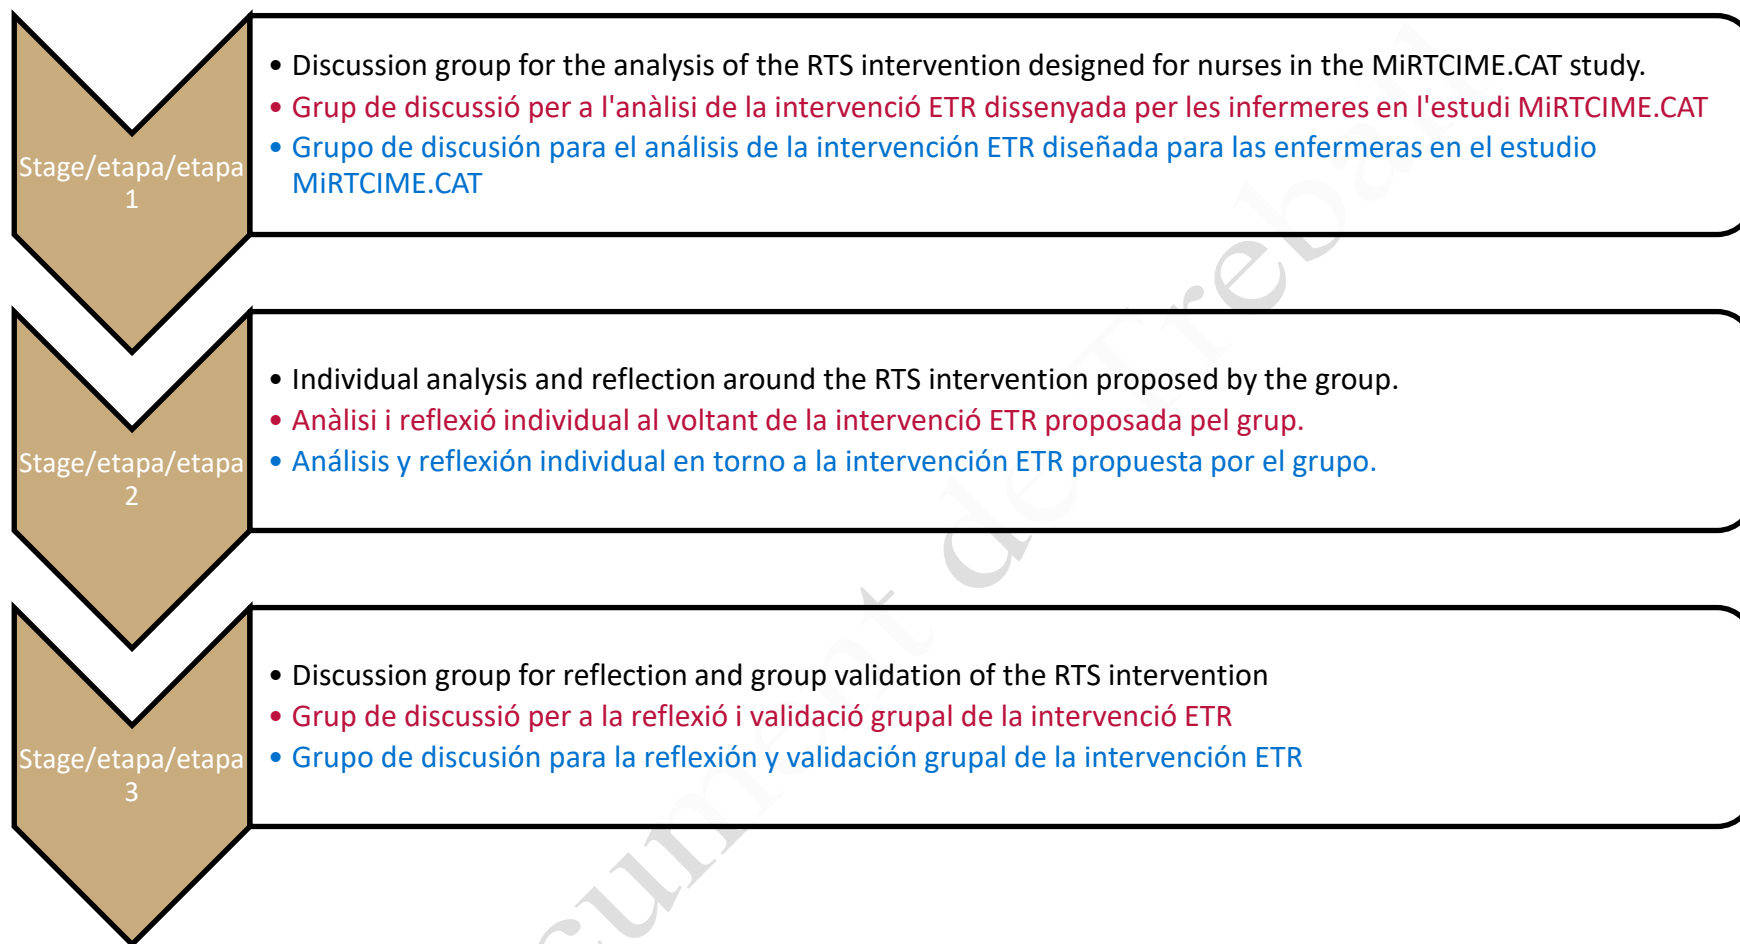 Stage/etapa/etapa
1
• Discussion group for the analysis of the RTS intervention designed for nurses in the MiRTCIME.CAT study.
• Grup de discussió per a l'anàlisi de la intervenció ETR dissenyada per les infermeres en l'estudi MiRTCIME.CAT
• Grupo de discusión para el análisis de la intervención ETR diseñada para las enfermeras en el estudio
MiRTCIME.CAT
Stage/etapa/etapa
2
• Individual analysis and reflection around the RTS intervention proposed by the group.
• Anàlisi i reflexió individual al voltant de la intervenció ETR proposada pel grup.
• Análisis y reflexión individual en torno a la intervención ETR propuesta por el grupo.
Stage/etapa/etapa
3
• Discussion group for reflection and group validation of the RTS intervention
• Grup de discussió per a la reflexió i validació grupal de la intervenció ETR
• Grupo de discusión para la reflexión y validación grupal de la intervención ETR
cument de Treball